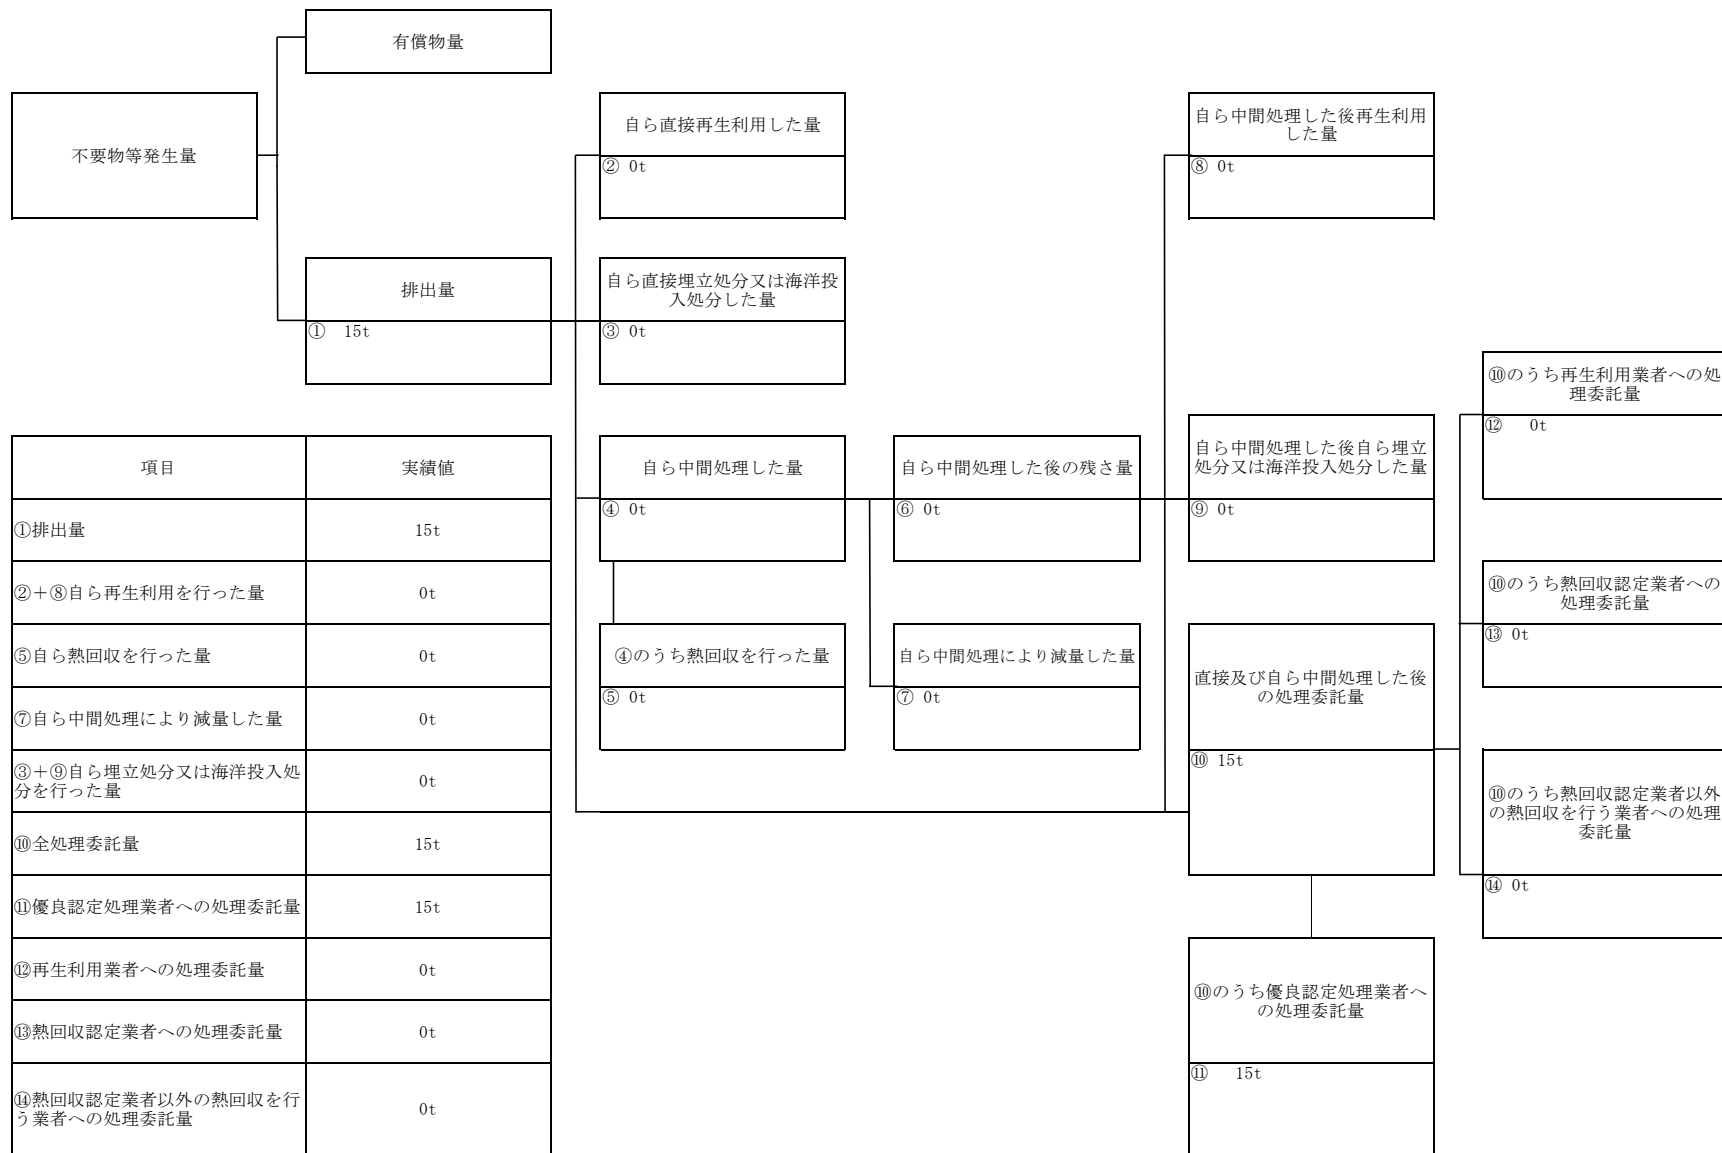 有償物量
不要物等発生量
自ら直接再生利用した量
② 0t
自ら中間処理した後再生利用
した量
⑧ 0t
排出量
① 15t
自ら直接埋立処分又は海洋投
入処分した量
③ 0t
⑩のうち再生利用業者への処
理委託量
⑫ 0t
自ら中間処理した量
④ 0t
自ら中間処理した後の残さ量
⑥ 0t
自ら中間処理した後自ら埋立
処分又は海洋投入処分した量
⑨ 0t
⑩のうち熱回収認定業者への
処理委託量
⑬ 0t
④のうち熱回収を行った量
⑤ 0t
自ら中間処理により減量した量
⑦ 0t
直接及び自ら中間処理した後
の処理委託量
⑩ 15t
⑩のうち熱回収認定業者以外
の熱回収を行う業者への処理
委託量
⑭ 0t
⑩のうち優良認定処理業者へ
の処理委託量
⑪ 15t
項目 実績値
①排出量 15t
②+⑧自ら再生利用を行った量 0t
⑤自ら熱回収を行った量 0t
⑦自ら中間処理により減量した量 0t
③+⑨自ら埋立処分又は海洋投入処
分を行った量 0t
⑩全処理委託量 15t
⑪優良認定処理業者への処理委託量 15t
⑫再生利用業者への処理委託量 0t
⑬熱回収認定業者への処理委託量 0t
⑭熱回収認定業者以外の熱回収を行
う業者への処理委託量 0t